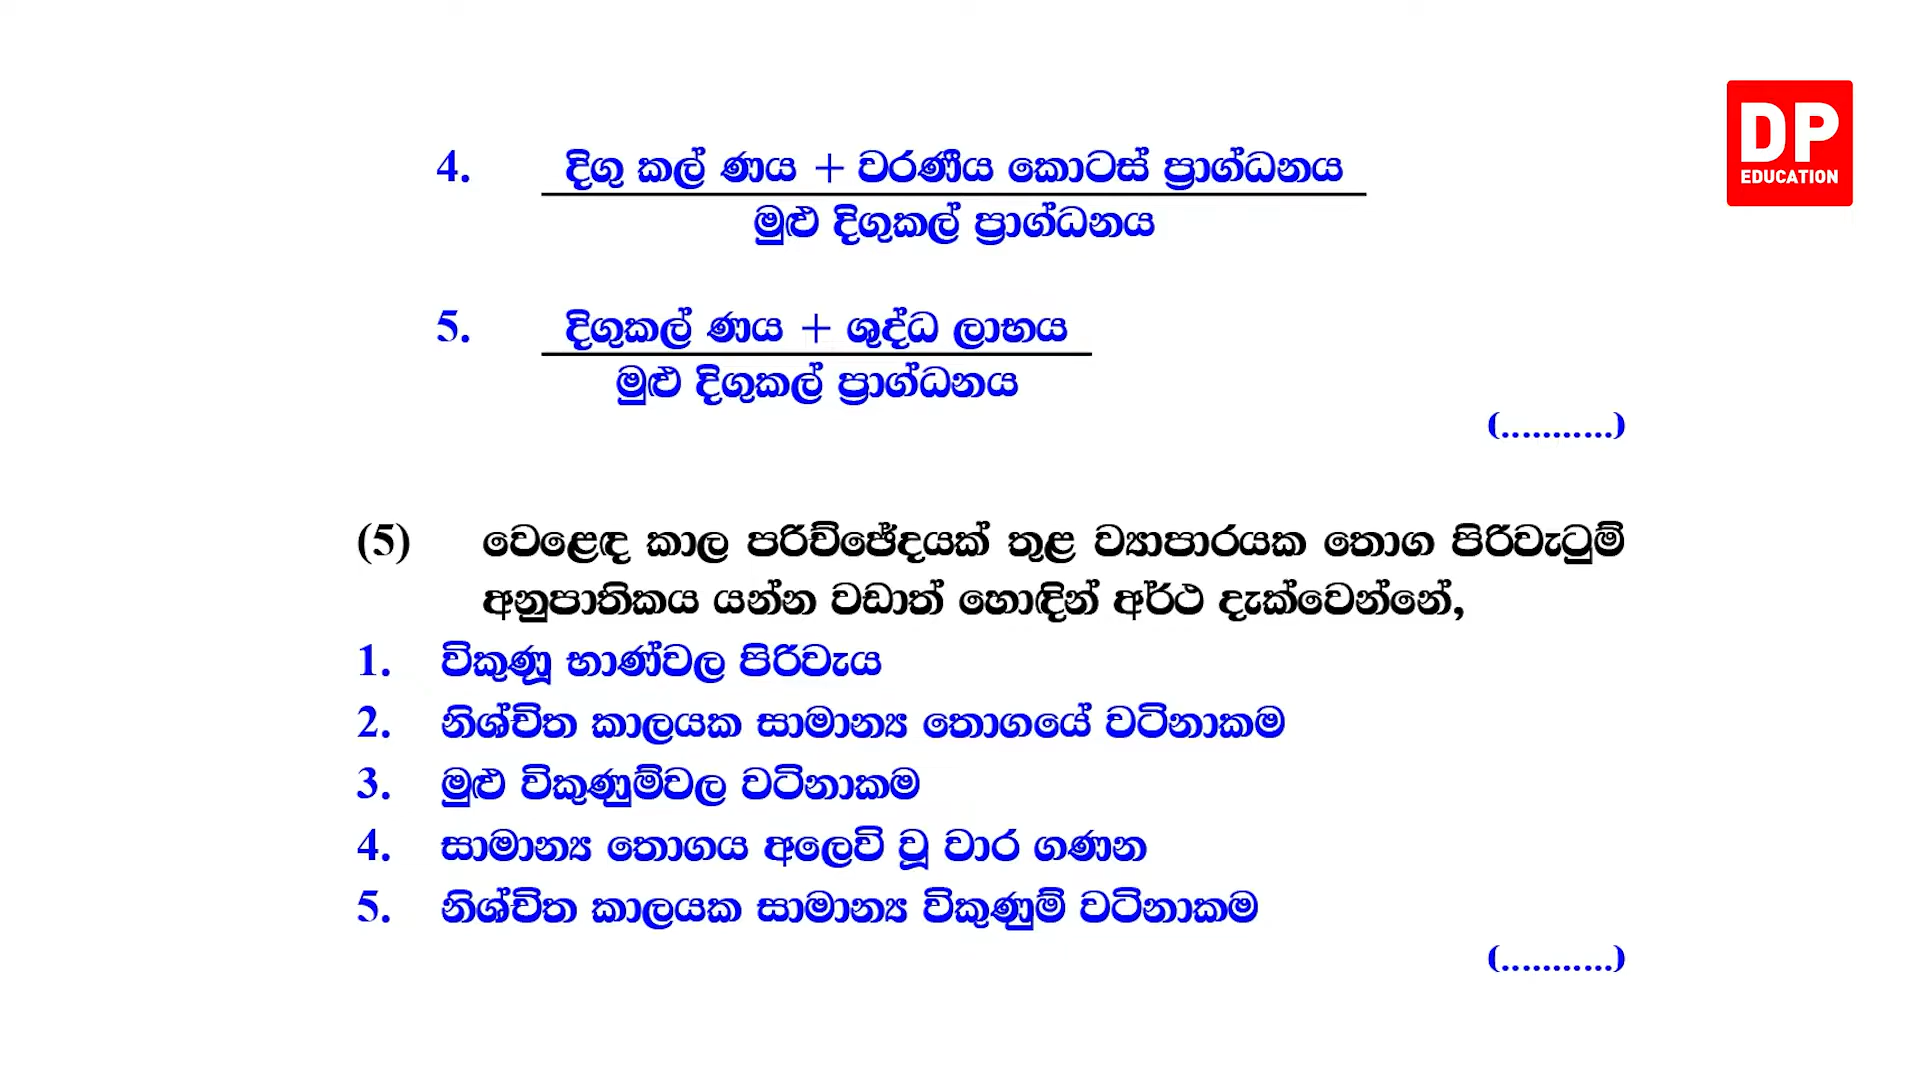 DP
EDUCATION
4. දිගු කල් ණය + වරණීය කොටස් ප්‍රාග්ධනය
මුළු දිගුකල් ප්‍රාග්ධනය
5. දිගුකල් ණය + ශුද්ධ ලාභය
මුළු දිගුකල් ප්‍රාග්ධනය
(............)
(5) වෙළෙඳ කාල පරිච්ඡේදයක් තුළ ව්‍යාපාරයක තොග පිරිවැටුම්
අනුපාතිකය යන්න වඩාත් හොඳින් අර්ථ දැක්වෙන්නේ,
1. විකුණූ භාණ්වල පිරිවැය
2. නිශ්චිත කාලයක සාමාන්‍ය තොගයේ වටිනාකම
3. මුළු විකුණුම්වල වටිනාකම
4. සාමාන්‍ය තොගය අලෙවි වූ වාර ගණන
5. නිශ්චිත කාලයක සාමාන්‍ය විකුණුම් වටිනාකම
(............)